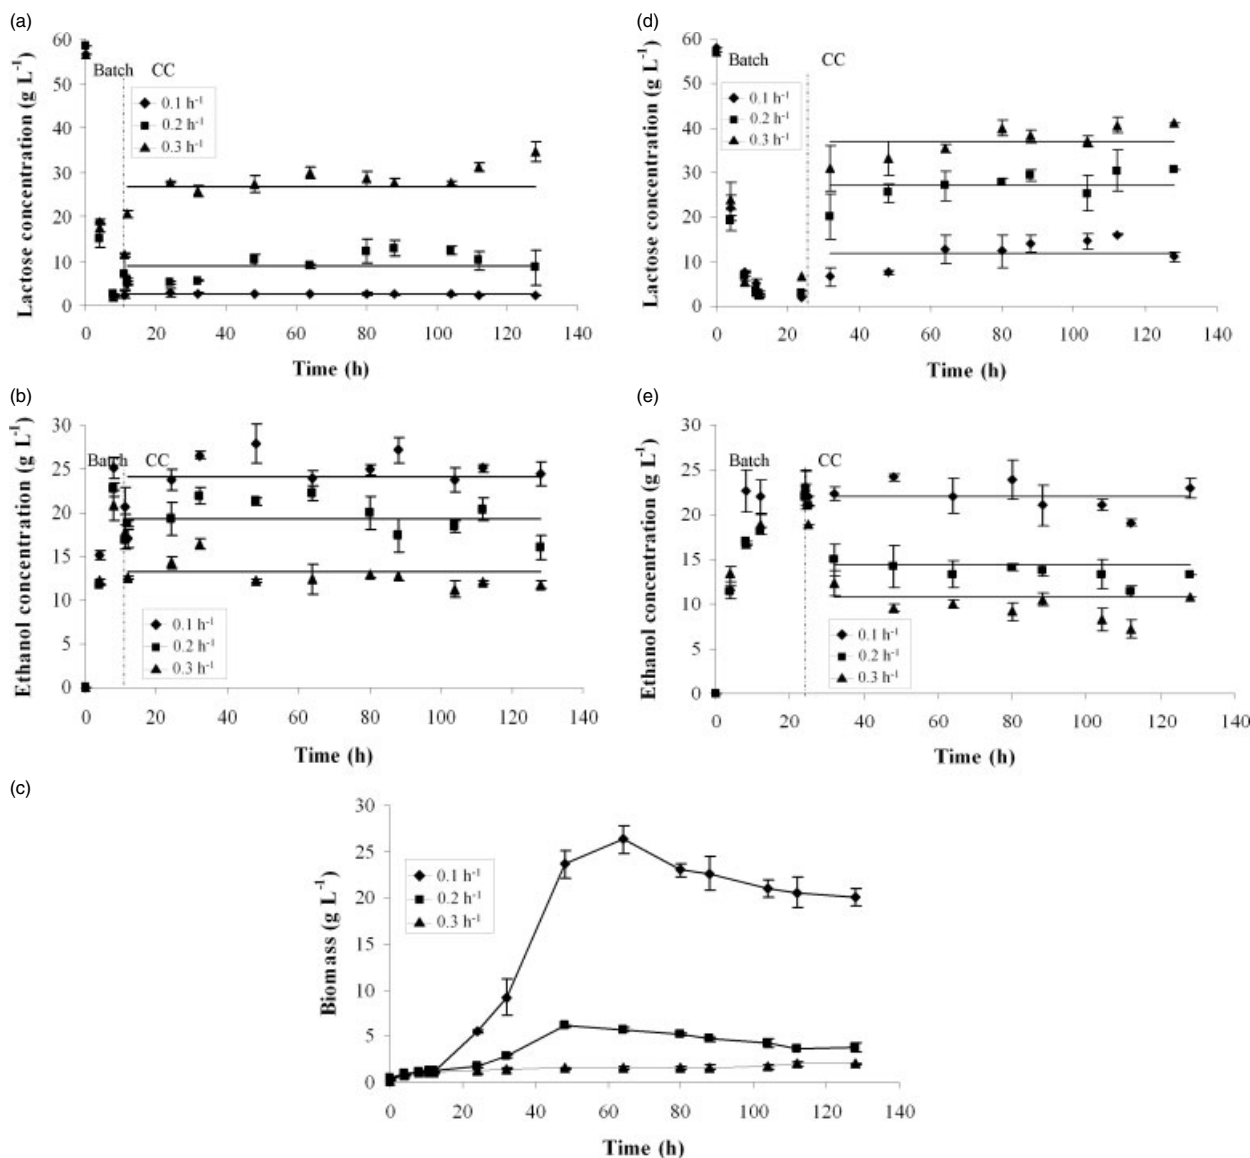 (a)
Lactose concentration (g L⁻¹)
60
50
40
30
20
10
0
Batch CC
0.1 h⁻¹
0.2 h⁻¹
0.3 h⁻¹
0 20 40 60 80 100 120 140
Time (h)
(d)
Lactose concentration (g L⁻¹)
60
50
40
30
20
10
0
Batch CC
0.1 h⁻¹
0.2 h⁻¹
0.3 h⁻¹
0 20 40 60 80 100 120 140
Time (h)
(b)
Ethanol concentration (g L⁻¹)
30
25
20
15
10
5
0
Batch CC
0.1 h⁻¹
0.2 h⁻¹
0.3 h⁻¹
0 20 40 60 80 100 120 140
Time (h)
(e)
Ethanol concentration (g L⁻¹)
30
25
20
15
10
5
0
Batch CC
0.1 h⁻¹
0.2 h⁻¹
0.3 h⁻¹
0 20 40 60 80 100 120 140
Time (h)
(c)
Biomass (g L⁻¹)
30
25
20
15
10
5
0
0.1 h⁻¹
0.2 h⁻¹
0.3 h⁻¹
0 20 40 60 80 100 120 140
Time (h)